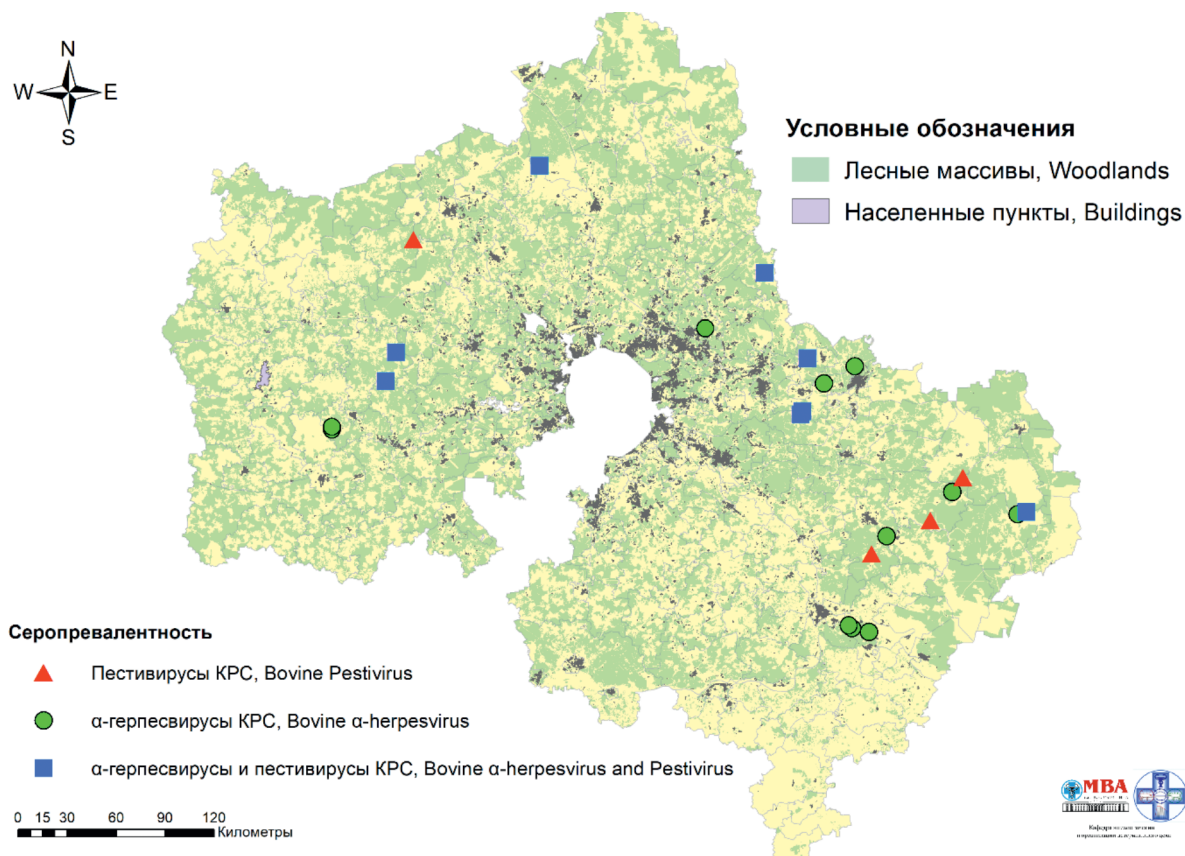 N
W E
S
Условные обозначения
Лесные массивы, Woodlands
Населенные пункты, Buildings
Серопревалентность
Пестивирусы КРС, Bovine Pestivirus
α-герпесвирусы КРС, Bovine α-herpesvirus
α-герпесвирусы и пестивирусы КРС, Bovine α-herpesvirus and Pestivirus
0 15 30 60 90 120
Километры
МВА